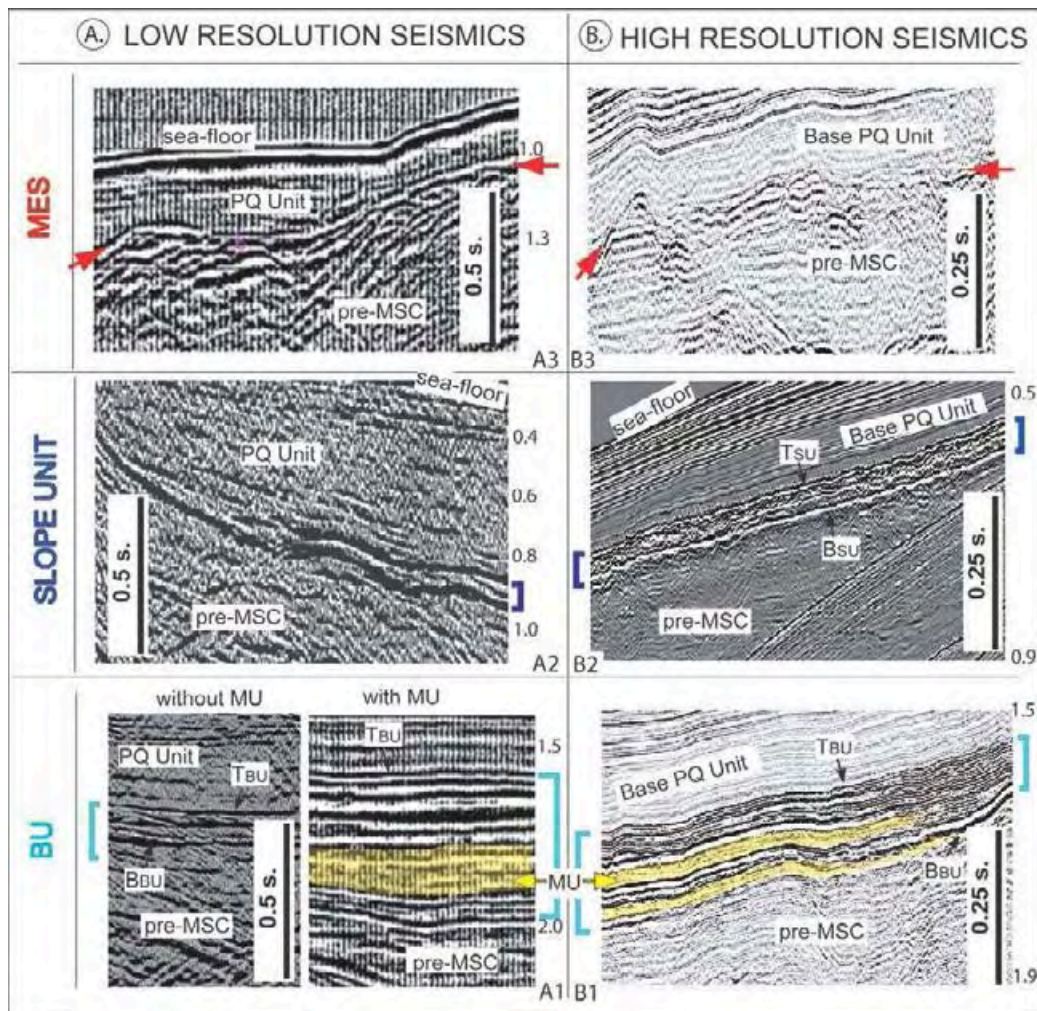 A. LOW RESOLUTION SEISMICS
B. HIGH RESOLUTION SEISMICS
MES
sea-floor
PQ Unit
pre-MSC
1.0
1.3
0.5 s.
A3
Base PQ Unit
pre-MSC
0.25 s.
B3
SLOPE UNIT
sea-floor
PQ Unit
pre-MSC
0.5 s.
0.4
0.6
0.8
1.0
A2
sea-floor
Base PQ Unit
TSU
BSU
pre-MSC
0.25 s.
0.5
0.9
B2
BU
without MU
PQ Unit
TBU
BBU
pre-MSC
0.5 s.
with MU
TBU
1.5
MU
2.0
pre-MSC
A1
Base PQ Unit
TBU
BBU
pre-MSC
0.25 s.
1.5
1.9
B1